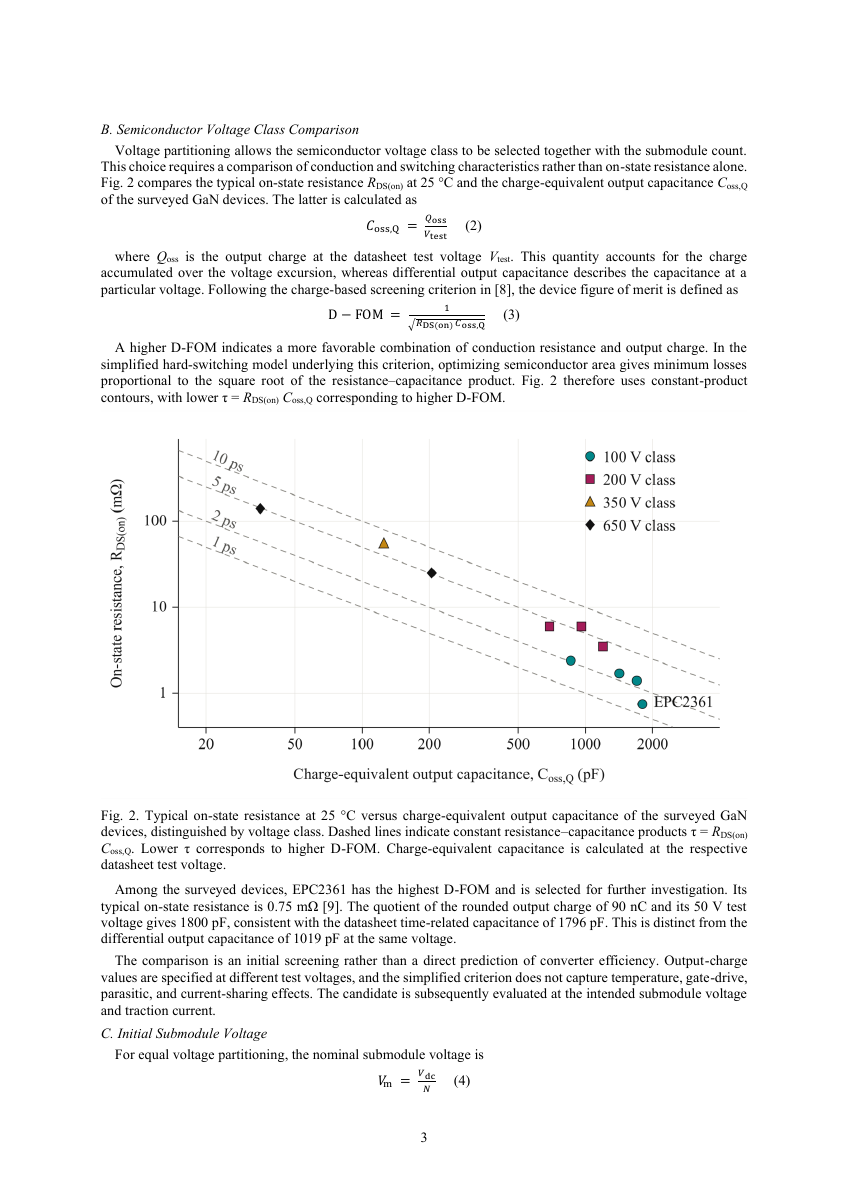 B. Semiconductor Voltage Class Comparison
Voltage partitioning allows the semiconductor voltage class to be selected together with the submodule count.
This choice requires a comparison of conduction and switching characteristics rather than on-state resistance alone.
Fig. 2 compares the typical on-state resistance R_DS(on) at 25 °C and the charge-equivalent output capacitance C_oss,Q
of the surveyed GaN devices. The latter is calculated as
C_oss,Q = Q_oss / V_test (2)
where Q_oss is the output charge at the datasheet test voltage V_test. This quantity accounts for the charge
accumulated over the voltage excursion, whereas differential output capacitance describes the capacitance at a
particular voltage. Following the charge-based screening criterion in [8], the device figure of merit is defined as
D − FOM = 1 / √(R_DS(on) C_oss,Q) (3)
A higher D-FOM indicates a more favorable combination of conduction resistance and output charge. In the
simplified hard-switching model underlying this criterion, optimizing semiconductor area gives minimum losses
proportional to the square root of the resistance–capacitance product. Fig. 2 therefore uses constant-product
contours, with lower τ = R_DS(on) C_oss,Q corresponding to higher D-FOM.
10 ps
5 ps
2 ps
1 ps
100 V class
200 V class
350 V class
650 V class
EPC2361
On-state resistance, R_DS(on) (mΩ)
100
10
1
20 50 100 200 500 1000 2000
Charge-equivalent output capacitance, C_oss,Q (pF)
Fig. 2. Typical on-state resistance at 25 °C versus charge-equivalent output capacitance of the surveyed GaN
devices, distinguished by voltage class. Dashed lines indicate constant resistance–capacitance products τ = R_DS(on)
C_oss,Q. Lower τ corresponds to higher D-FOM. Charge-equivalent capacitance is calculated at the respective
datasheet test voltage.
Among the surveyed devices, EPC2361 has the highest D-FOM and is selected for further investigation. Its
typical on-state resistance is 0.75 mΩ [9]. The quotient of the rounded output charge of 90 nC and its 50 V test
voltage gives 1800 pF, consistent with the datasheet time-related capacitance of 1796 pF. This is distinct from the
differential output capacitance of 1019 pF at the same voltage.
The comparison is an initial screening rather than a direct prediction of converter efficiency. Output-charge
values are specified at different test voltages, and the simplified criterion does not capture temperature, gate-drive,
parasitic, and current-sharing effects. The candidate is subsequently evaluated at the intended submodule voltage
and traction current.
C. Initial Submodule Voltage
For equal voltage partitioning, the nominal submodule voltage is
V_m = V_dc / N (4)
3